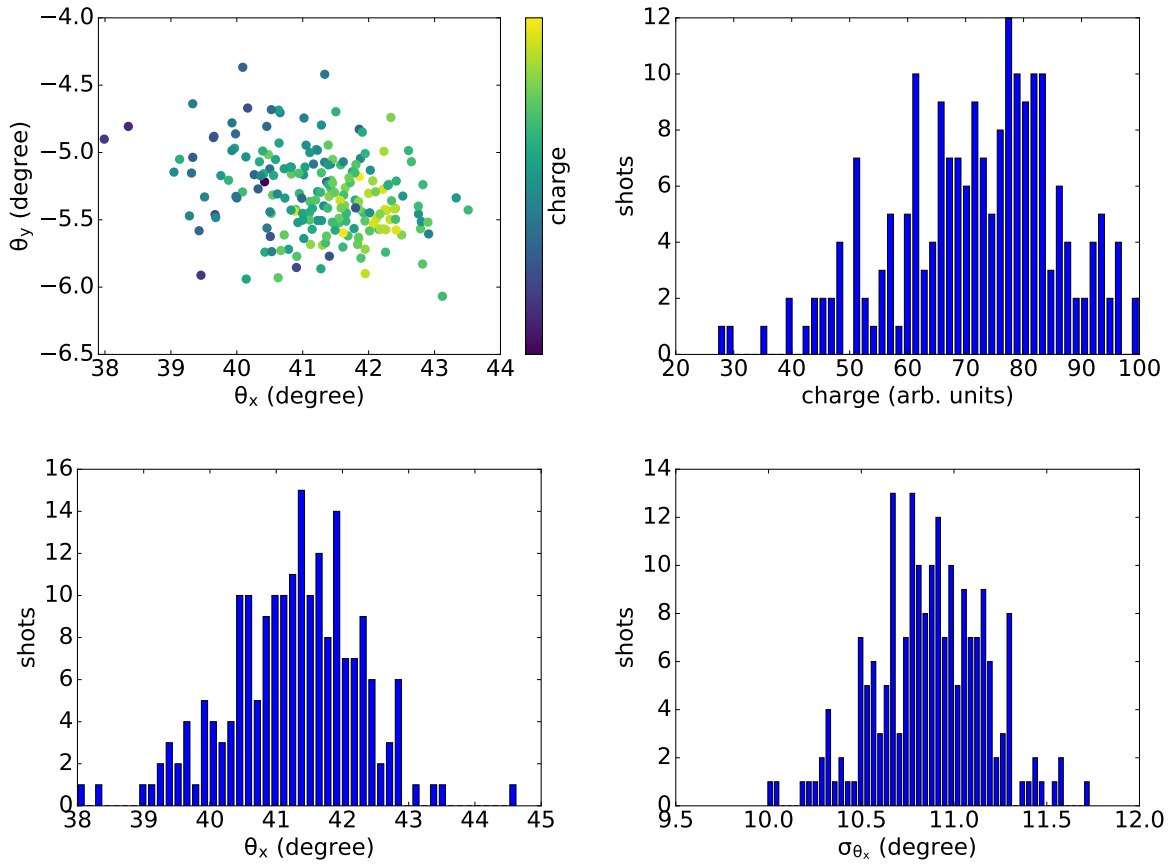 −4.0
−4.5
−5.0
−5.5
−6.0
−6.5
θy (degree)
38 39 40 41 42 43 44
θx (degree)
charge
12
10
8
6
4
2
0
shots
20 30 40 50 60 70 80 90 100
charge (arb. units)
16
14
12
10
8
6
4
2
0
shots
38 39 40 41 42 43 44 45
θx (degree)
14
12
10
8
6
4
2
0
shots
9.5 10.0 10.5 11.0 11.5 12.0
σθx (degree)